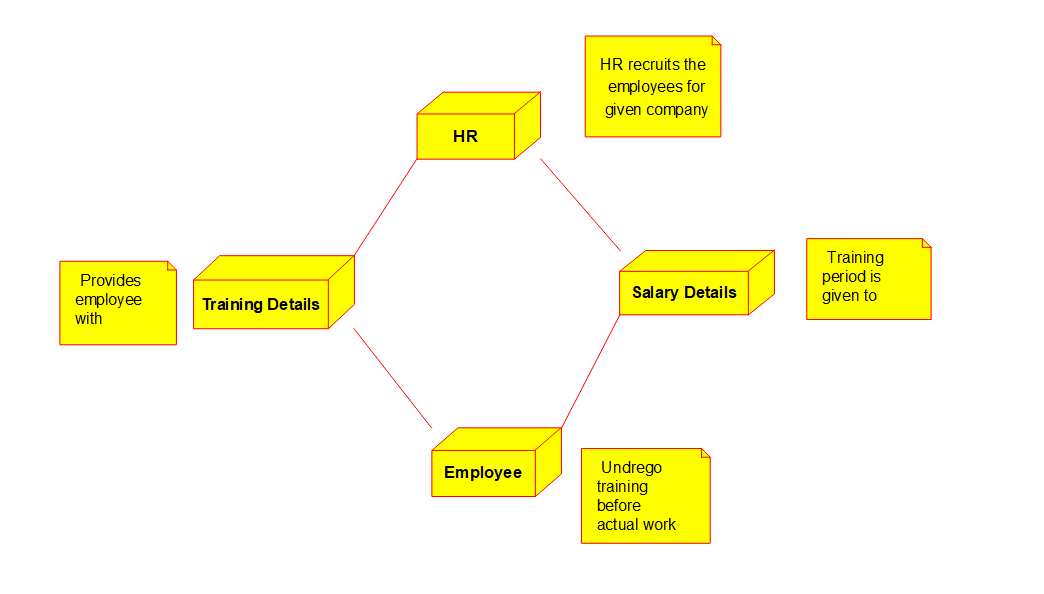 HR recruits the
employees for
given company
HR
Training
period is
given to
Provides
employee
with
Training Details
Salary Details
Employee
Undrego
training
before
actual work